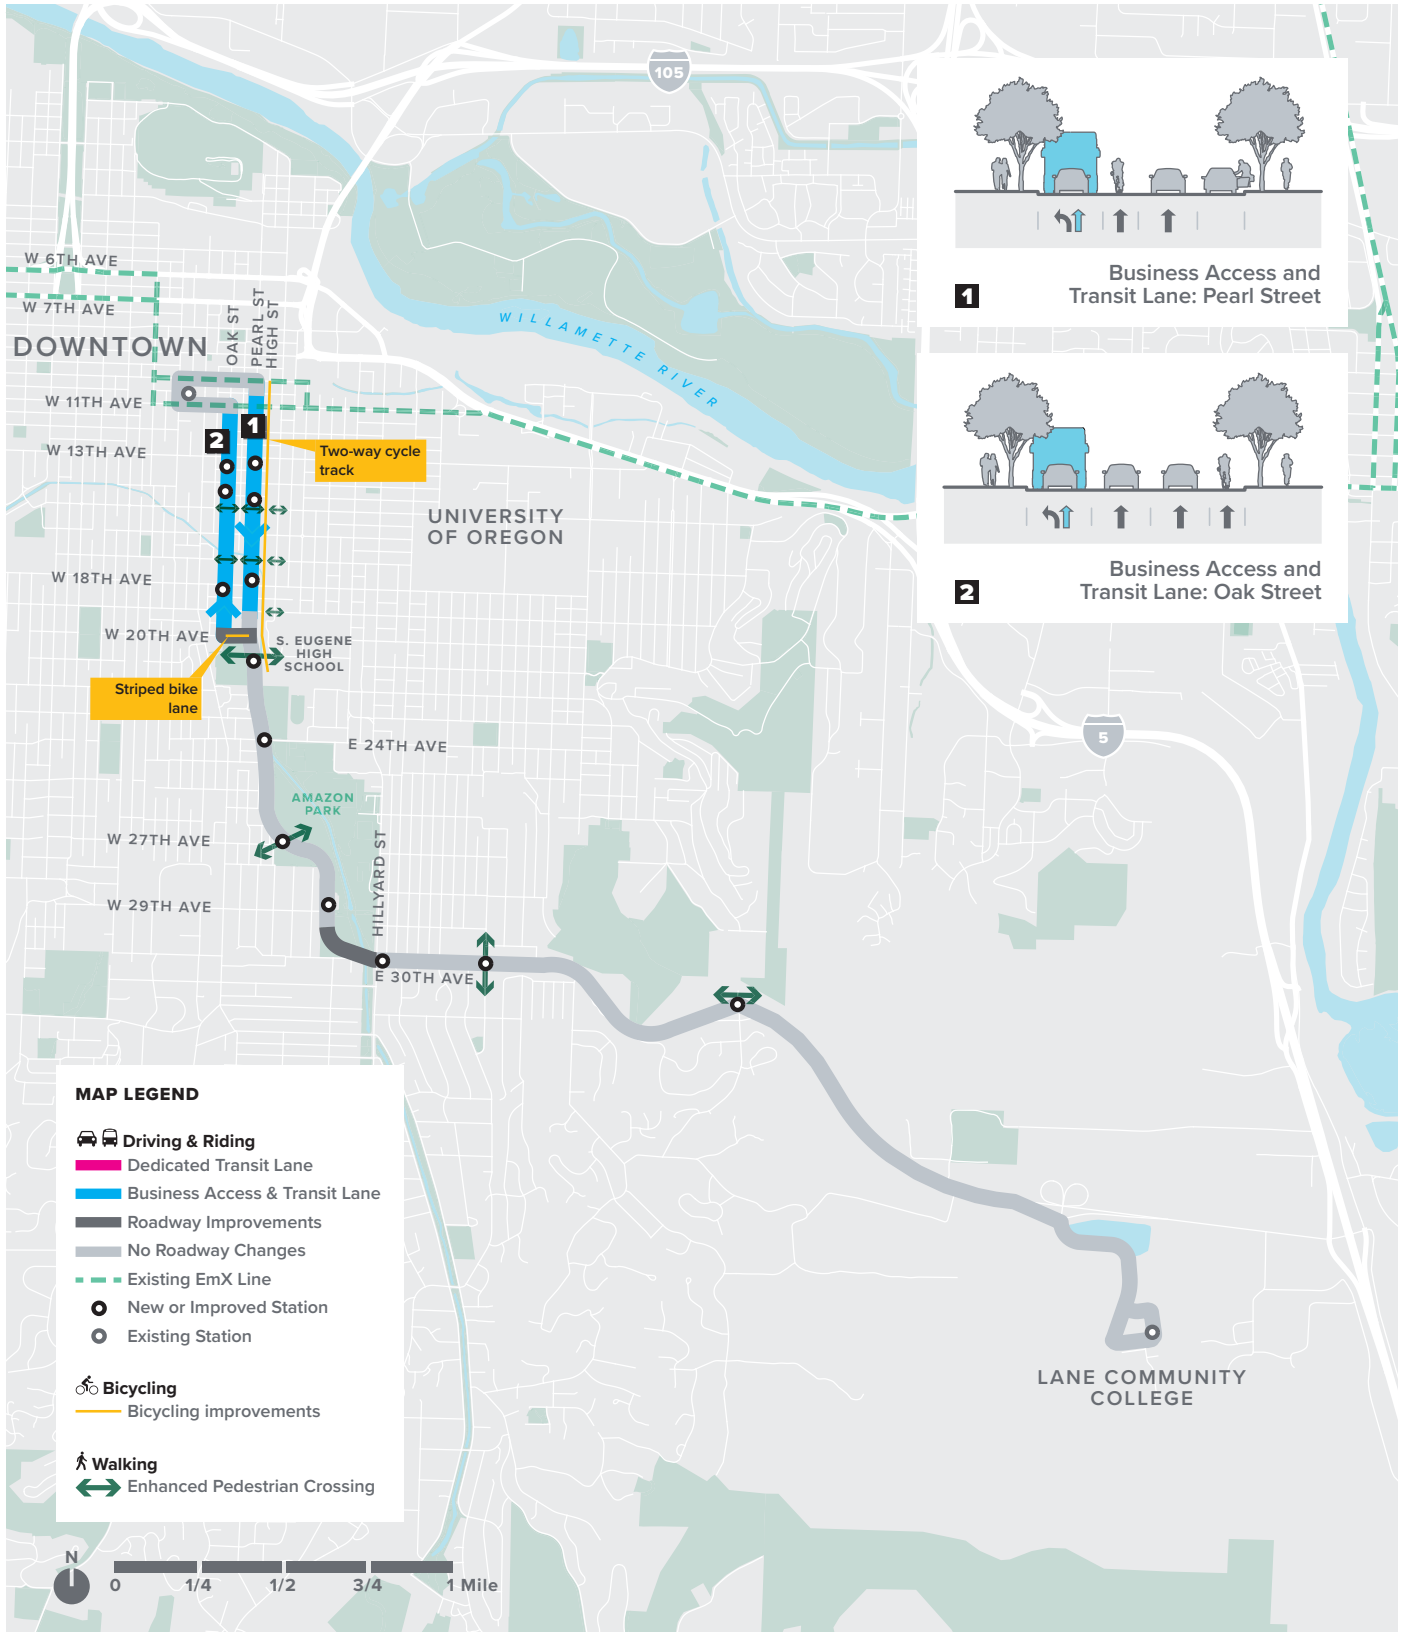 105
W 6TH AVE
W 7TH AVE
OAK ST
PEARL ST
HIGH ST
DOWNTOWN
W 11TH AVE
1
2
W 13TH AVE
Two-way cycle
track
WILLAMETTE RIVER
UNIVERSITY
OF OREGON
W 18TH AVE
W 20TH AVE
S. EUGENE
HIGH
SCHOOL
Striped bike
lane
E 24TH AVE
AMAZON
PARK
W 27TH AVE
HILLYARD ST
W 29TH AVE
E 30TH AVE
5
LANE COMMUNITY
COLLEGE
Business Access and
1 Transit Lane: Pearl Street
Business Access and
2 Transit Lane: Oak Street
MAP LEGEND
Driving & Riding
Dedicated Transit Lane
Business Access & Transit Lane
Roadway Improvements
No Roadway Changes
Existing EmX Line
New or Improved Station
Existing Station
Bicycling
Bicycling improvements
Walking
Enhanced Pedestrian Crossing
N
0 1/4 1/2 3/4 1 Mile